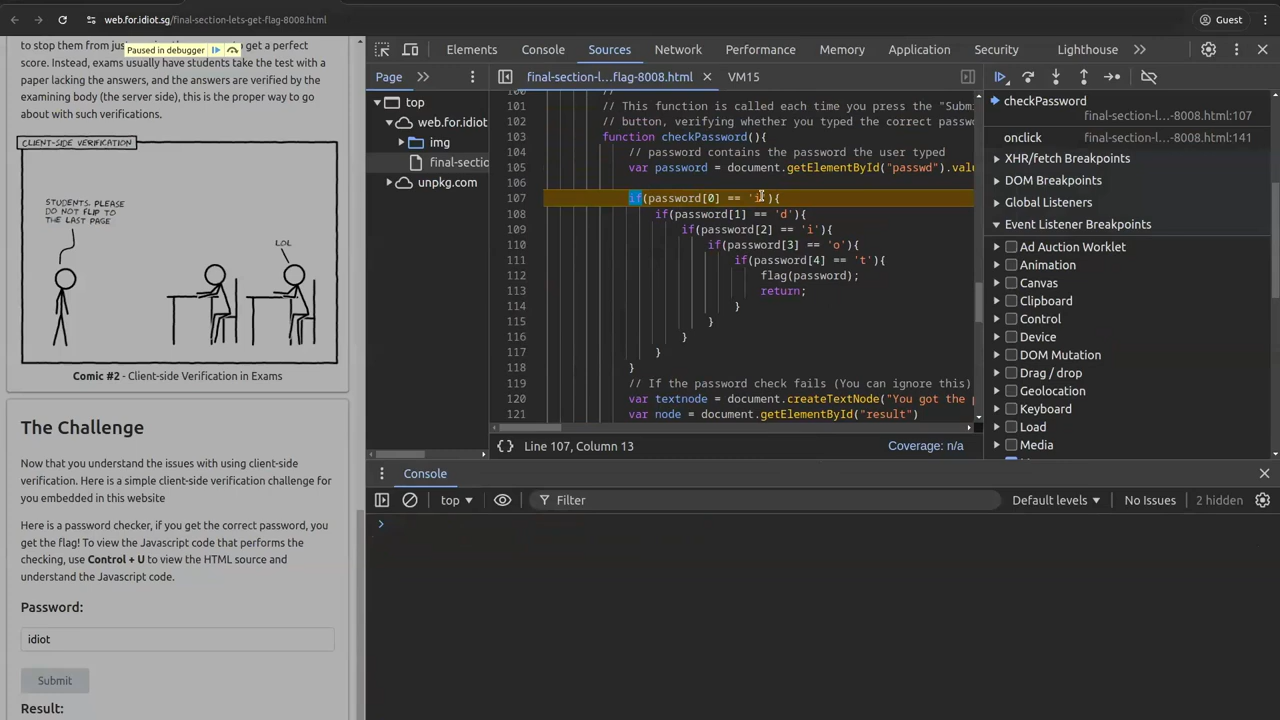 web.for.idiot.sg/final-section-lets-get-flag-8008.html
Guest
Paused in debugger
to stop them from just to get a perfect
score. Instead, exams usually have students take the test with a
paper lacking the answers, and the answers are verified by the
examining body (the server side), this is the proper way to go
about with such verifications.
CLIENT-SIDE VERIFICATION
STUDENTS, PLEASE
DO NOT FLIP TO
THE LAST PAGE
LOL
Comic #2 - Client-side Verification in Exams
The Challenge
Now that you understand the issues with using client-side
verification. Here is a simple client-side verification challenge for
you embedded in this website
Here is a password checker, if you get the correct password, you
get the flag! To view the Javascript code that performs the
checking, use Control + U to view the HTML source and
understand the Javascript code.
Password:
idiot
Submit
Result:
Elements
Console
Sources
Network
Performance
Memory
Application
Security
Lighthouse
Page
top
web.for.idiot
img
final-sectio
unpkg.com
final-section-l…flag-8008.html
VM15
100 //
101 // This function is called each time you press the "Submi
102 // button, verifying whether you typed the correct passwo
103 function checkPassword(){
104 // password contains the password the user typed
105 var password = document.getElementById("passwd").valu
106
107 if(password[0] == 'i'){
108 if(password[1] == 'd'){
109 if(password[2] == 'i'){
110 if(password[3] == 'o'){
111 if(password[4] == 't'){
112 flag(password);
113 return;
114 }
115 }
116 }
117 }
118 }
119 // If the password check fails (You can ignore this)
120 var textnode = document.createTextNode("You got the p
121 var node = document.getElementById("result")
{} Line 107, Column 13
Coverage: n/a
checkPassword
final-section-l…-8008.html:107
onclick
final-section-l…-8008.html:141
XHR/fetch Breakpoints
DOM Breakpoints
Global Listeners
Event Listener Breakpoints
Ad Auction Worklet
Animation
Canvas
Clipboard
Control
Device
DOM Mutation
Drag / drop
Geolocation
Keyboard
Load
Media
Console
top
Filter
Default levels
No Issues
2 hidden